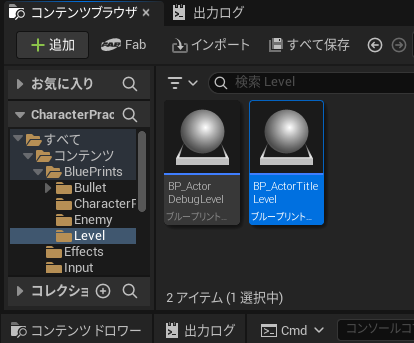 コンテンツブラウザ ×
出力ログ
+ 追加
Fab
インポート
すべて保存
お気に入り
検索 Level
CharacterPrac
すべて
コンテンツ
BluePrints
Bullet
CharacterF
Enemy
Level
Effects
Input
BP_Actor
DebugLevel
ブループリント...
BP_ActorTitle
Level
ブループリント...
コレクショ
2 アイテム (1 選択中)
コンテンツ ドロワー
出力ログ
Cmd
コンソールコ